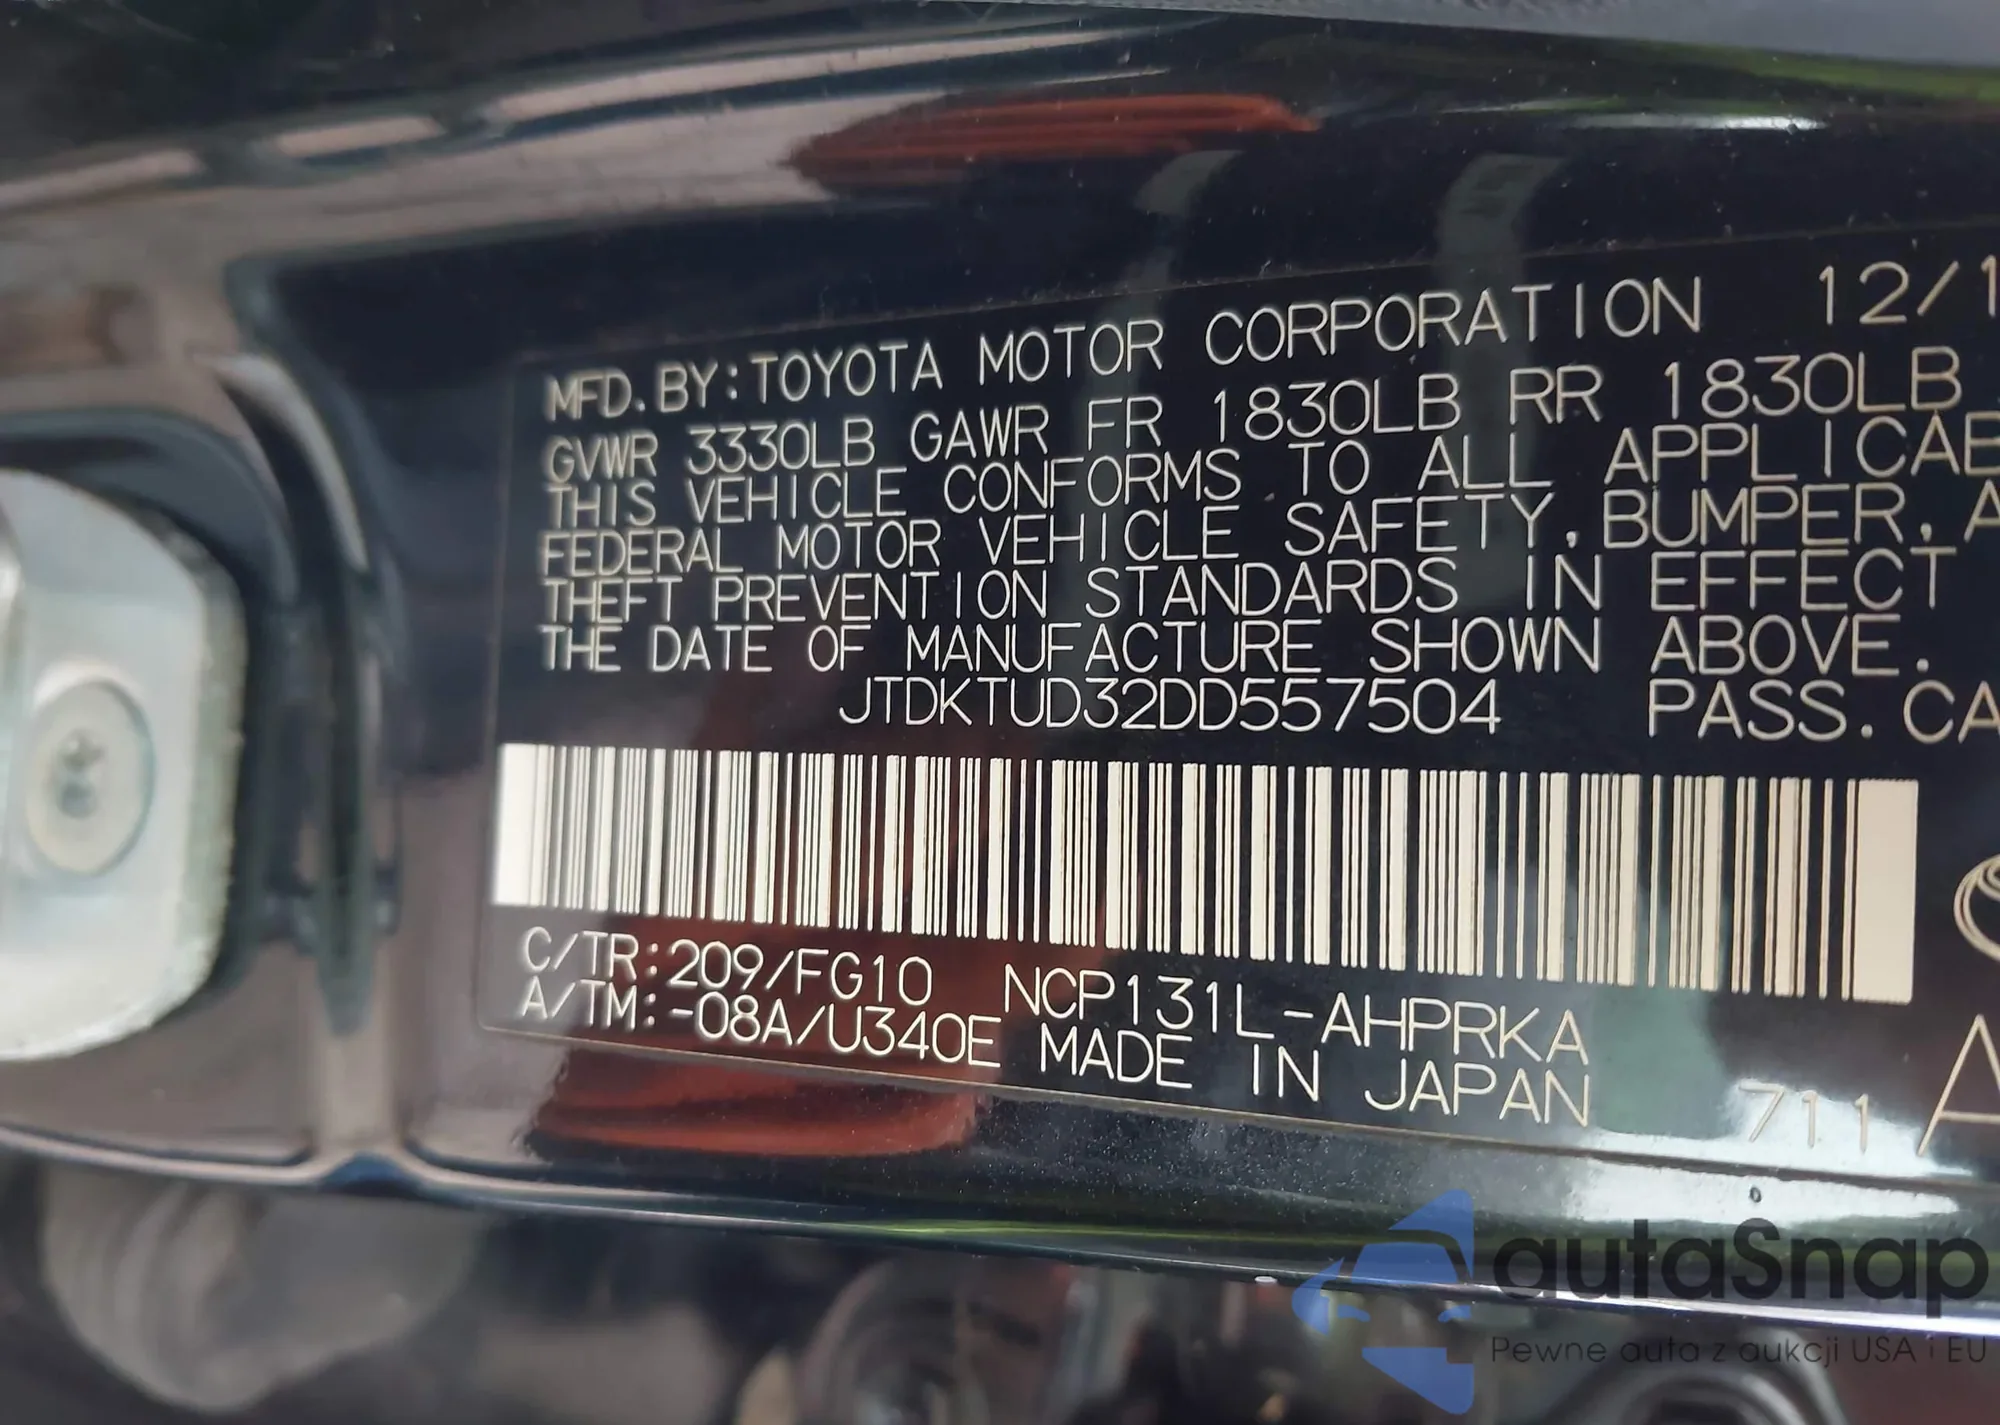 MFD. BY: TOYOTA MOTOR CORPORATION 12/1
GVWR 3330LB GAWR FR 1830LB RR 1830LB
THIS VEHICLE CONFORMS TO ALL APPLICAB
FEDERAL MOTOR VEHICLE SAFETY, BUMPER, A
THEFT PREVENTION STANDARDS IN EFFECT
THE DATE OF MANUFACTURE SHOWN ABOVE.
JTDKTUD32DD557504 PASS. CA
C/TR: 209/FG10 NCP131L-AHPRKA
A/TM: -08A/U340E MADE IN JAPAN
711 A
autaSnap
Pewne auta z aukcji USA i EU